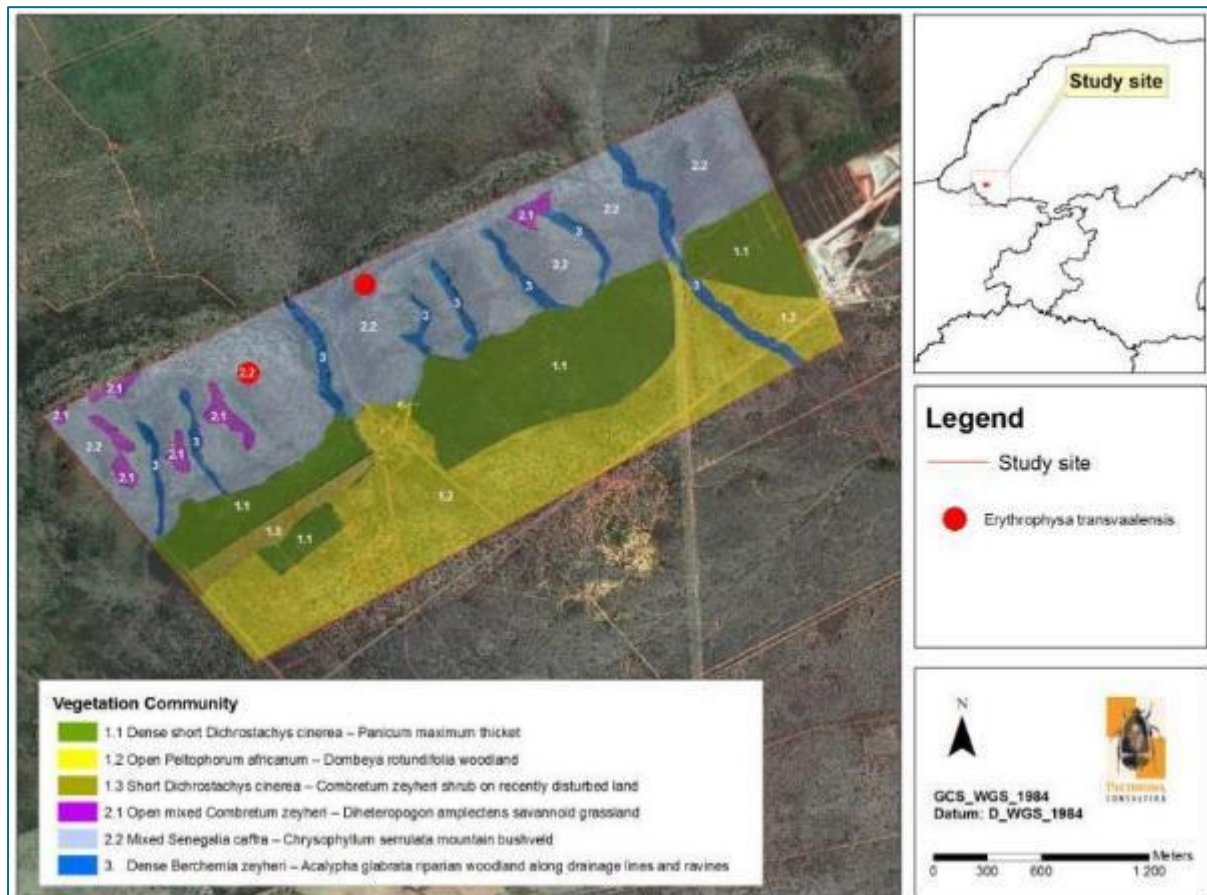 Study site
2.2
2.1
2.2
1.1
3
2.2
3
3
3
1.2
3
2.2
3
1.1
2.2
3
2.1
2.1
2.1
2.2
3
3
2.1
2.1
1.1
1.2
1.3
1.1
Legend
Study site
Erythrophysa transvaalensis
Vegetation Community
1.1 Dense short Dichrostachys cinerea – Panicum maximum thicket
1.2 Open Peltophorum africanum – Dombeya rotundifolia woodland
1.3 Short Dichrostachys cinerea – Combretum zeyheri shrub on recently disturbed land
2.1 Open mixed Combretum zeyheri – Diheteropogon amplectens savannoid grassland
2.2 Mixed Senegalia caffra – Chrysophyllum serrulata mountain bushveld
3. Dense Berchemia zeyheri – Acalypha glabrata riparian woodland along drainage lines and ravines
N
GCS_WGS_1984
Datum: D_WGS_1984
CONSULTING
0 300 600 1 200 Meters